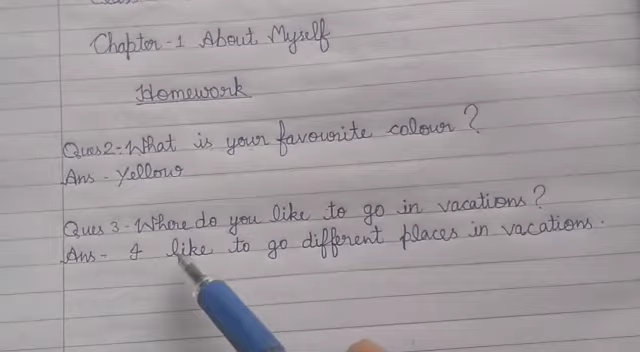 Chapter-1 About Myself
Homework
Ques2:- What is your favourite colour?
Ans - Yellow
Ques 3 - Where do you like to go in vacations?
Ans - I like to go different places in vacations.